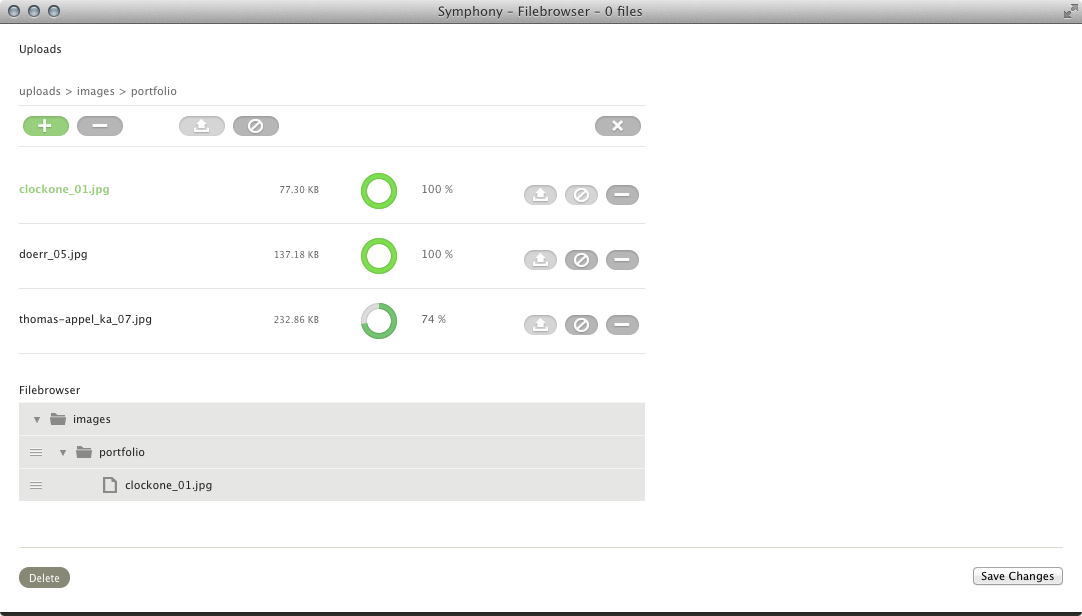 Symphony – Filebrowser – 0 files
Uploads
uploads > images > portfolio
clockone_01.jpg 77.30 KB 100 %
doerr_05.jpg 137.18 KB 100 %
thomas-appel_ka_07.jpg 232.86 KB 74 %
Filebrowser
images
portfolio
clockone_01.jpg
Delete Save Changes